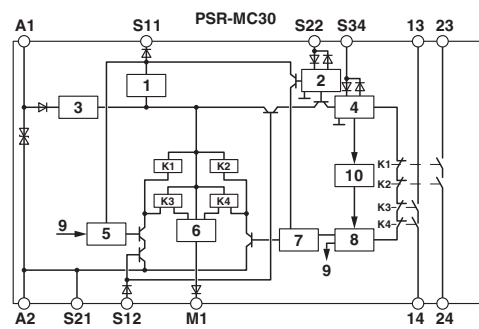 PSR-MC30
A1 S11 S22 S34 13 23
1 2
3 4
K1 K2 K1
10
K2
K3 K4 K3
9 5 6 7 8 K4
9
A2 S21 S12 M1 14 24